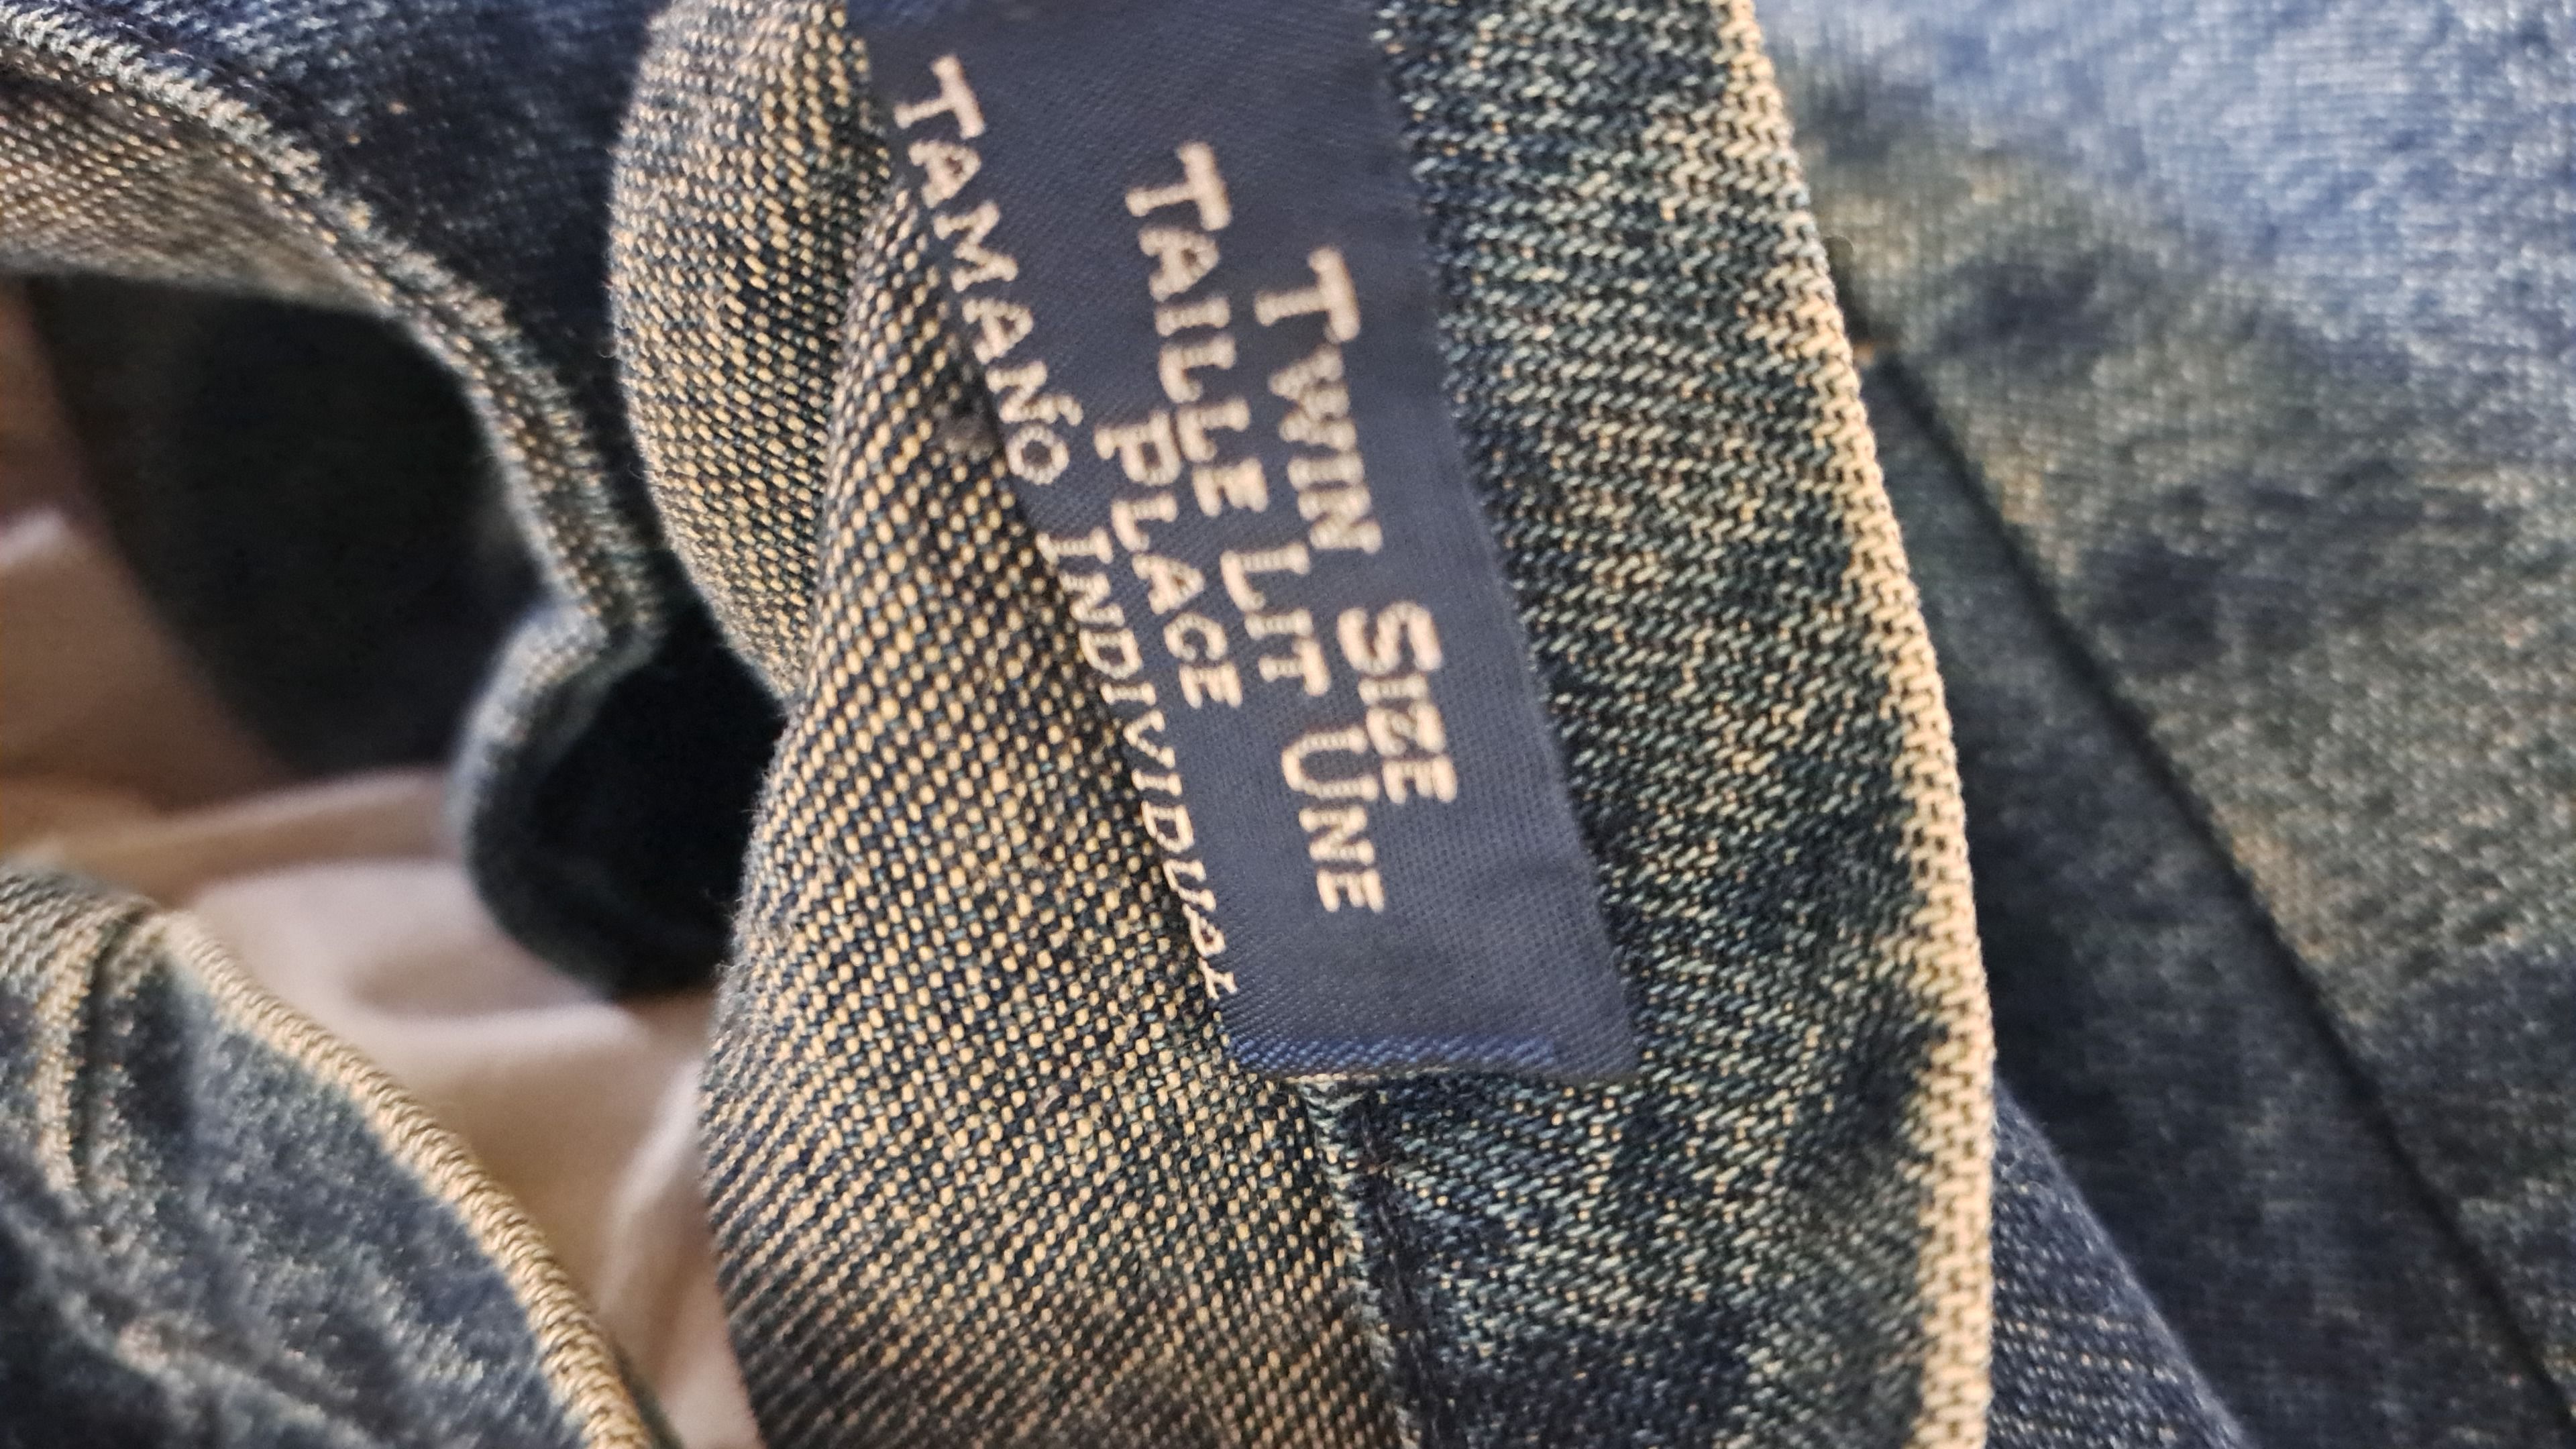 TWIN SIZE
TAILLE LIT UNE
PLACE
TAMAÑO INDIVIDUAL